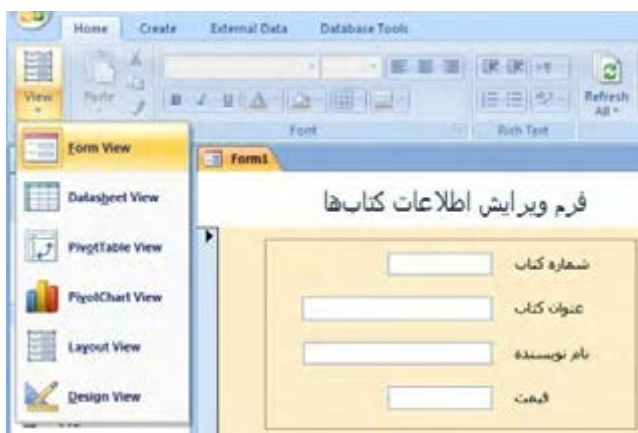 Home Create External Data Database Tools
View Paste B I U A Refresh All
Font Rich Text
Form View
Form1
Datasheet View
فرم ویرایش اطلاعات کتاب‌ها
PivotTable View
شماره کتاب
PivotChart View
عنوان کتاب
Layout View
نام نویسنده
Design View
قیمت